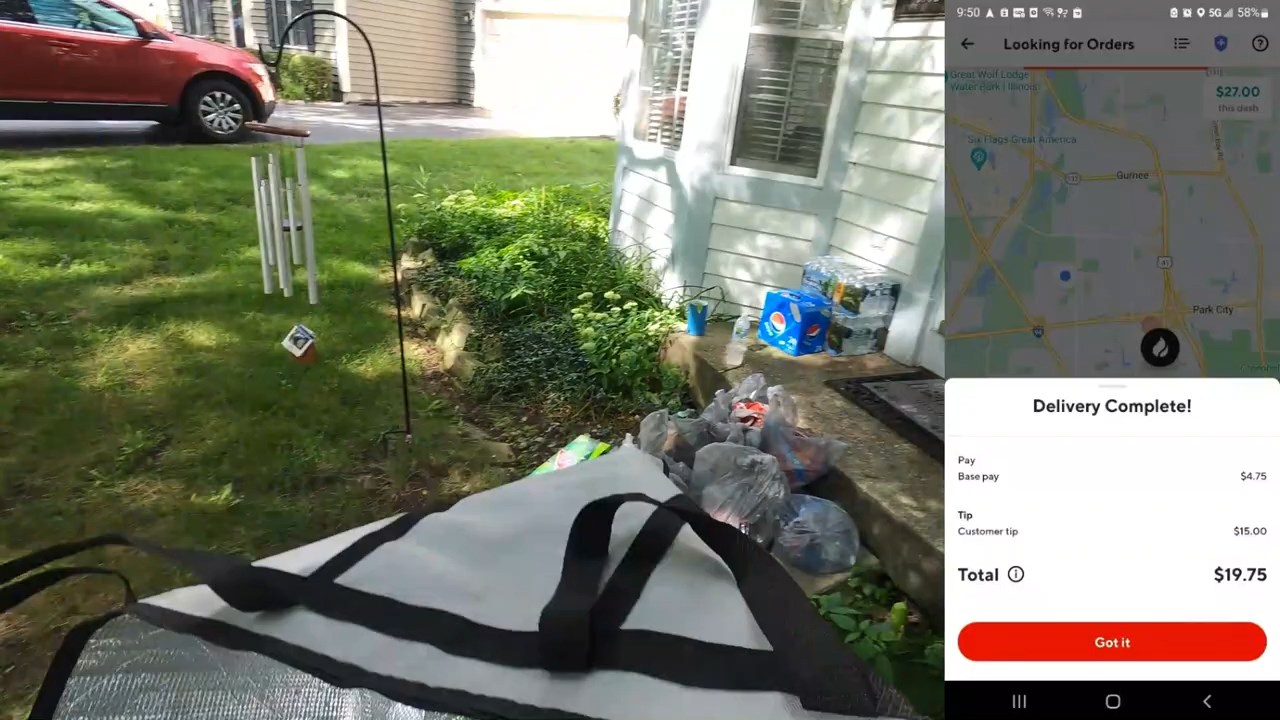 9:50
5G
58%
Looking for Orders
Great Wolf Lodge
Water Park | Illinois
$27.00
this dash
Six Flags Great America
Gurnee
Park City
Delivery Complete!
Pay
Base pay
$4.75
Tip
Customer tip
$15.00
Total
$19.75
Got it
pepsi